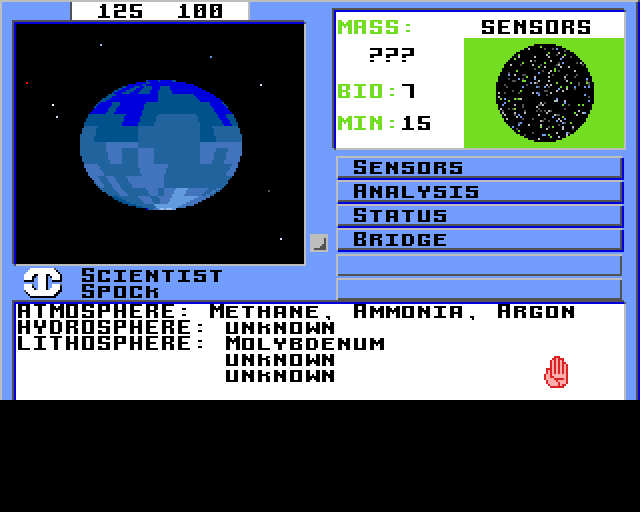 125 100
MASS: SENSORS
???
BIO: 7
MIN: 15
SENSORS
ANALYSIS
STATUS
BRIDGE
SCIENTIST
SPOCK
ATMOSPHERE: METHANE, AMMONIA, ARGON
HYDROSPHERE: UNKNOWN
LITHOSPHERE: MOLYBDENUM
UNKNOWN
UNKNOWN